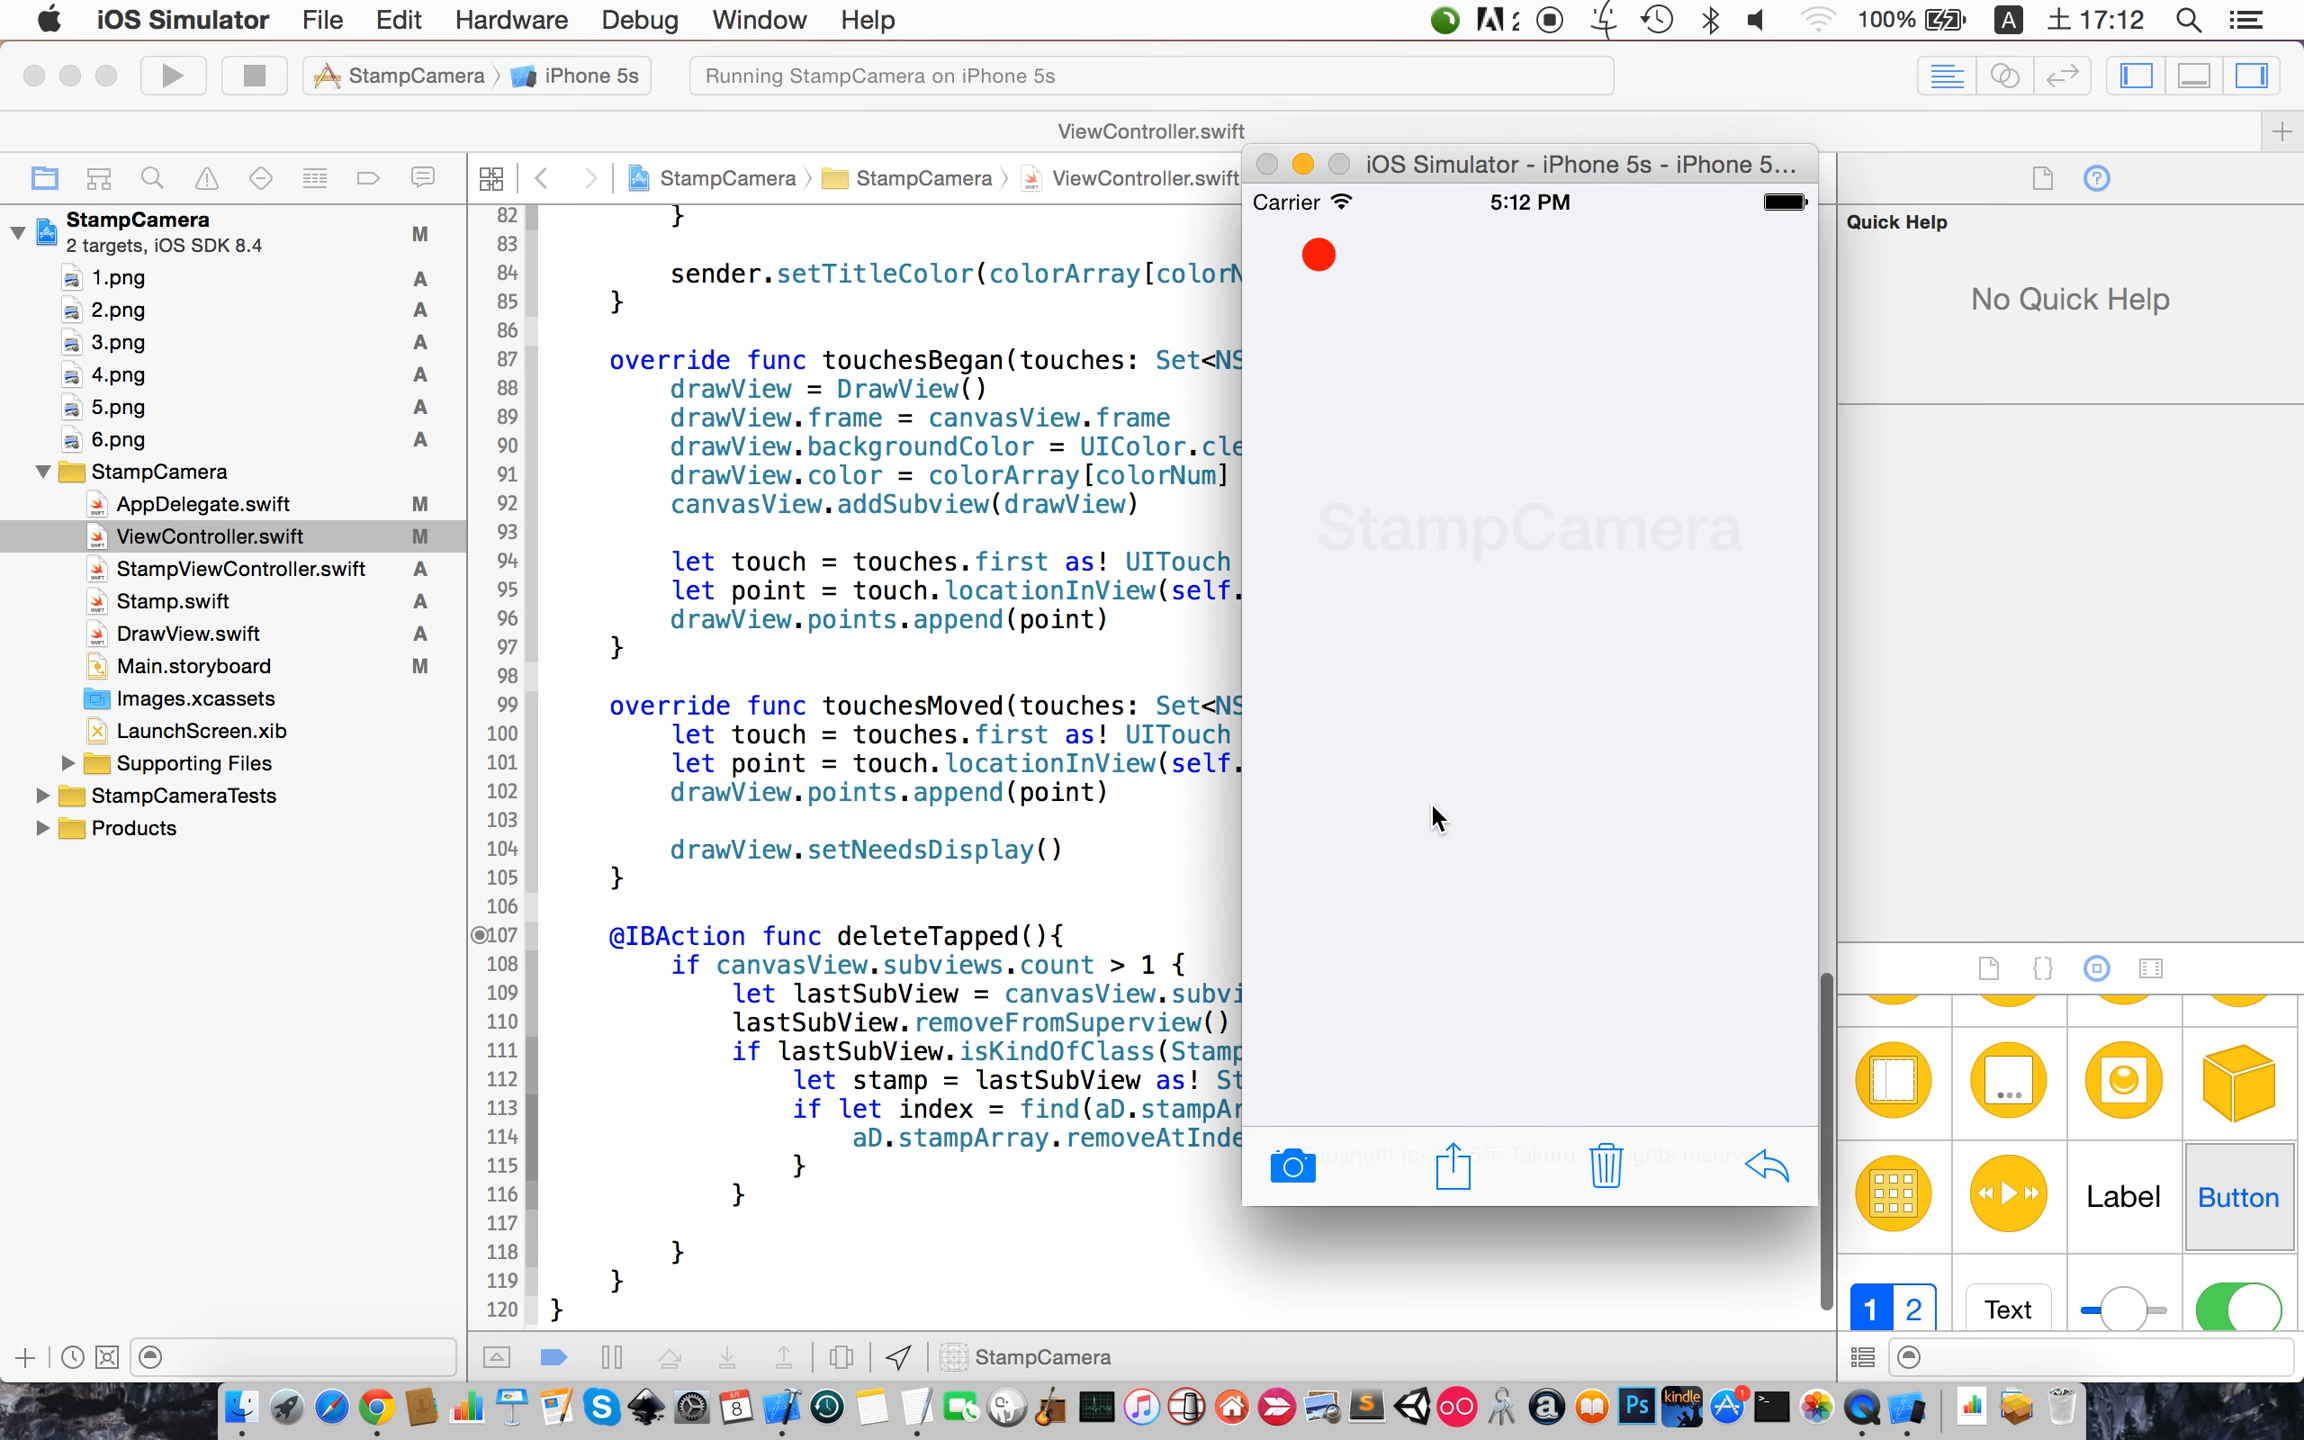 iOS Simulator File Edit Hardware Debug Window Help 2 100% A 土 17:12
StampCamera iPhone 5s Running StampCamera on iPhone 5s
ViewController.swift
StampCamera StampCamera ViewController.swift
iOS Simulator - iPhone 5s - iPhone 5...
Carrier 5:12 PM
StampCamera
Quick Help
No Quick Help
StampCamera M
2 targets, iOS SDK 8.4
1.png A
2.png A
3.png A
4.png A
5.png A
6.png A
StampCamera
AppDelegate.swift M
ViewController.swift M
StampViewController.swift A
Stamp.swift A
DrawView.swift A
Main.storyboard M
Images.xcassets
LaunchScreen.xib
Supporting Files
StampCameraTests
Products
82 }
83
84 sender.setTitleColor(colorArray[colorN
85 }
86
87 override func touchesBegan(touches: Set<NS
88 drawView = DrawView()
89 drawView.frame = canvasView.frame
90 drawView.backgroundColor = UIColor.cle
91 drawView.color = colorArray[colorNum]
92 canvasView.addSubview(drawView)
93
94 let touch = touches.first as! UITouch
95 let point = touch.locationInView(self.
96 drawView.points.append(point)
97 }
98
99 override func touchesMoved(touches: Set<NS
100 let touch = touches.first as! UITouch
101 let point = touch.locationInView(self.
102 drawView.points.append(point)
103
104 drawView.setNeedsDisplay()
105 }
106
107 @IBAction func deleteTapped(){
108 if canvasView.subviews.count > 1 {
109 let lastSubView = canvasView.subvi
110 lastSubView.removeFromSuperview()
111 if lastSubView.isKindOfClass(Stamp
112 let stamp = lastSubView as! St
113 if let index = find(aD.stampAr
114 aD.stampArray.removeAtInde
115 }
116 }
117
118 }
119 }
120 }
Label Button
1 2 Text
StampCamera
8
kindle
Ps
1